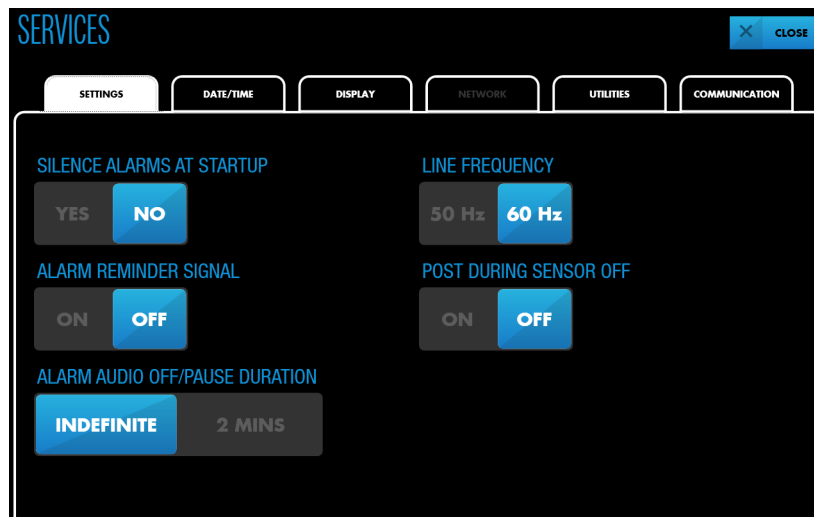 SERVICES
CLOSE
SETTINGS
DATE/TIME
DISPLAY
NETWORK
UTILITIES
COMMUNICATION
SILENCE ALARMS AT STARTUP
YES NO
LINE FREQUENCY
50 Hz 60 Hz
ALARM REMINDER SIGNAL
ON OFF
POST DURING SENSOR OFF
ON OFF
ALARM AUDIO OFF/PAUSE DURATION
INDEFINITE 2 MINS